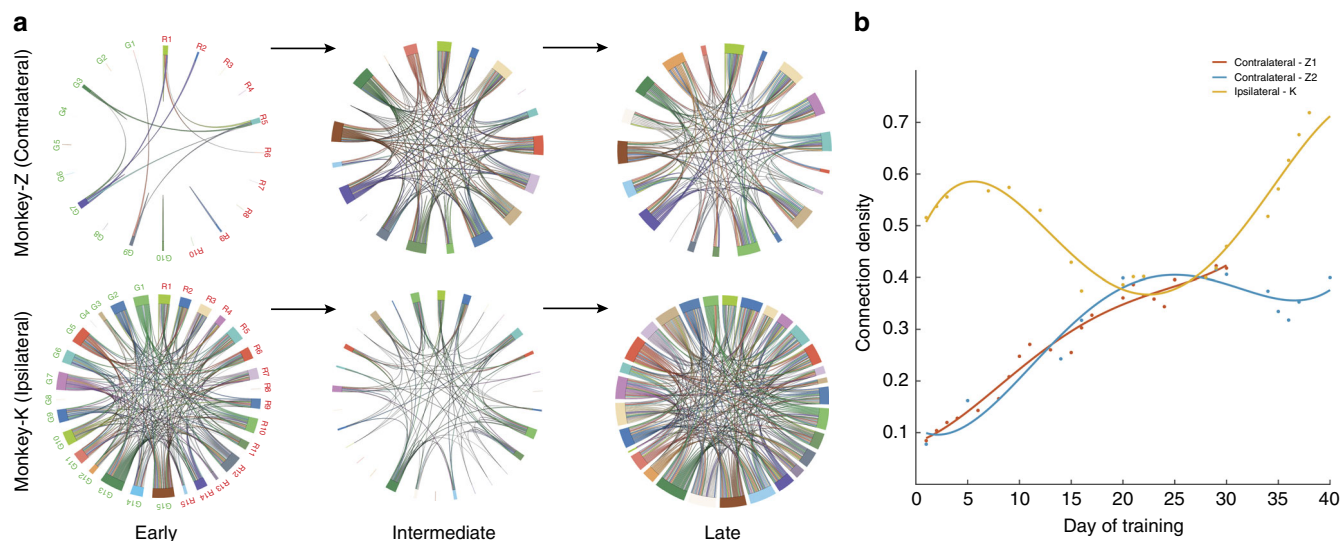 a
Monkey-Z (Contralateral)
G1
G2
G3
G4
G5
G6
G7
G8
G9
G10
R1
R2
R3
R4
R5
R6
R7
R8
R9
R10
Monkey-K (Ipsilateral)
G1
G2
G3
G4
G5
G6
G7
G8
G9
G10
G11
G12
G13
G14
G15
R1
R2
R3
R4
R5
R6
R7
R8
R9
R10
R11
R12
R13
R14
R15
Early
Intermediate
Late
b
Contralateral - Z1
Contralateral - Z2
Ipsilateral - K
Connection density
0.7
0.6
0.5
0.4
0.3
0.2
0.1
0
5
10
15
20
25
30
35
40
Day of training